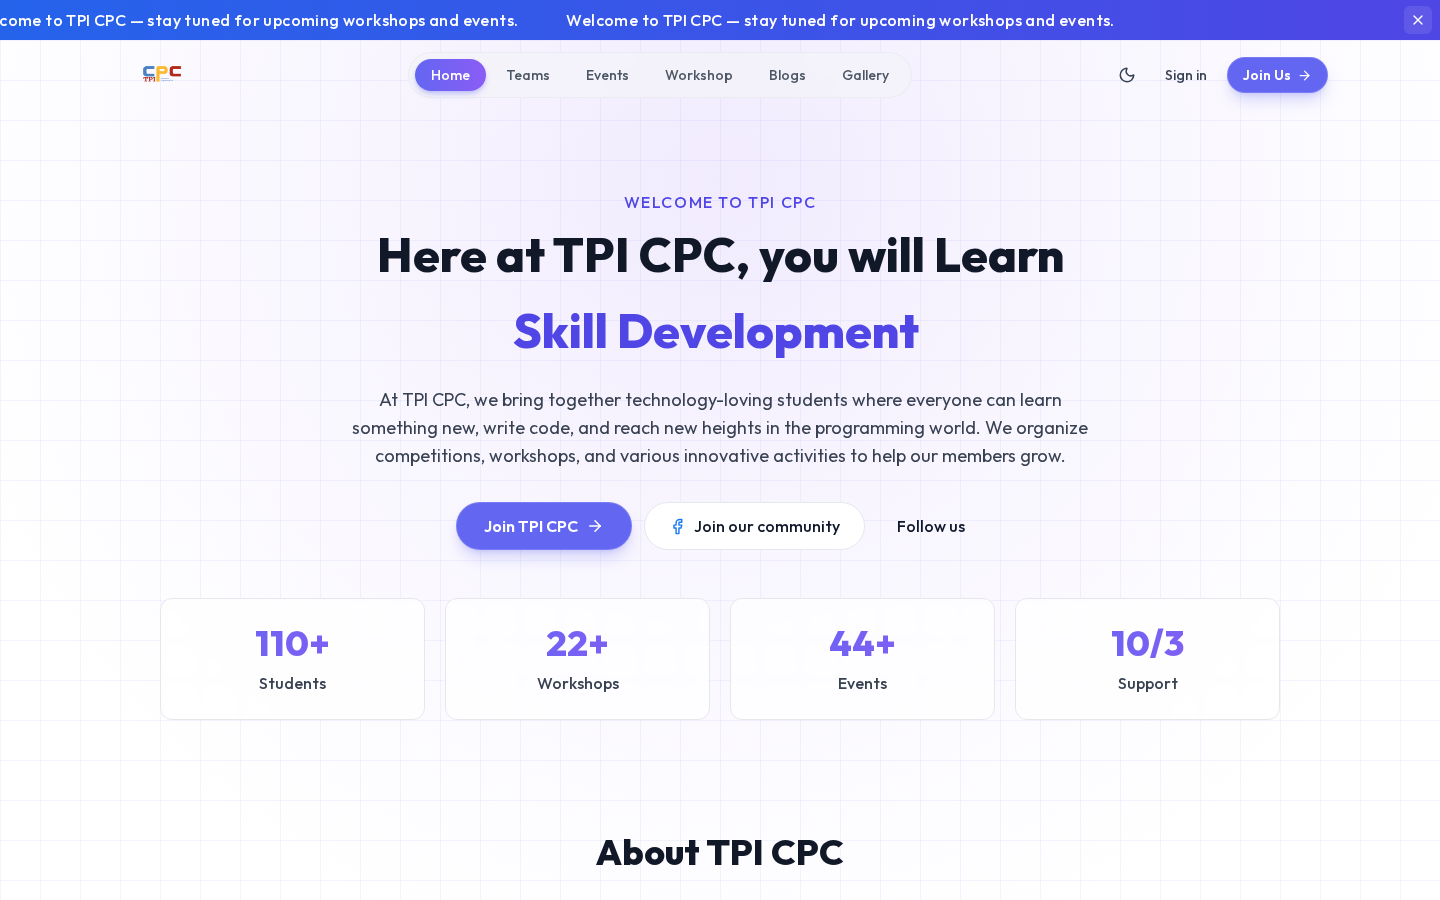 come to TPI CPC — stay tuned for upcoming workshops and events. Welcome to TPI CPC — stay tuned for upcoming workshops and events.
CPC
TPI
Home Teams Events Workshop Blogs Gallery Sign in Join Us
WELCOME TO TPI CPC
Here at TPI CPC, you will Learn
Skill Development
At TPI CPC, we bring together technology-loving students where everyone can learn
something new, write code, and reach new heights in the programming world. We organize
competitions, workshops, and various innovative activities to help our members grow.
Join TPI CPC Join our community Follow us
110+ 22+ 44+ 10/3
Students Workshops Events Support
About TPI CPC